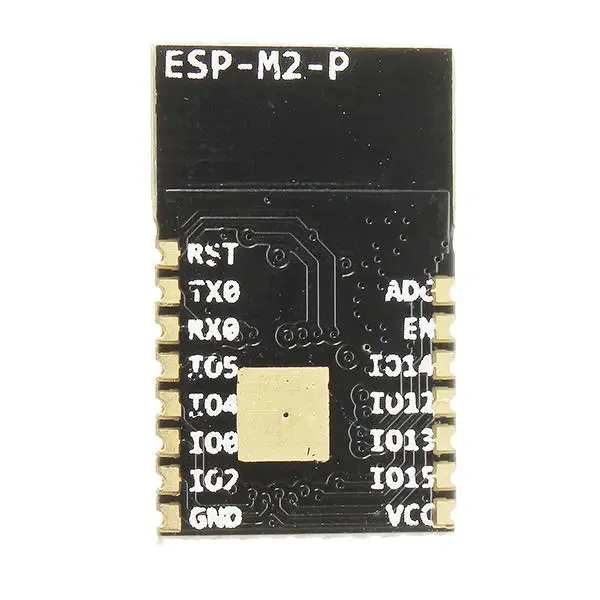 ESP-M2-P
RST
TX0 ADC
RX0 EN
IO5 IO14
IO4 IO12
IO0 IO13
IO2 IO15
GND VCC